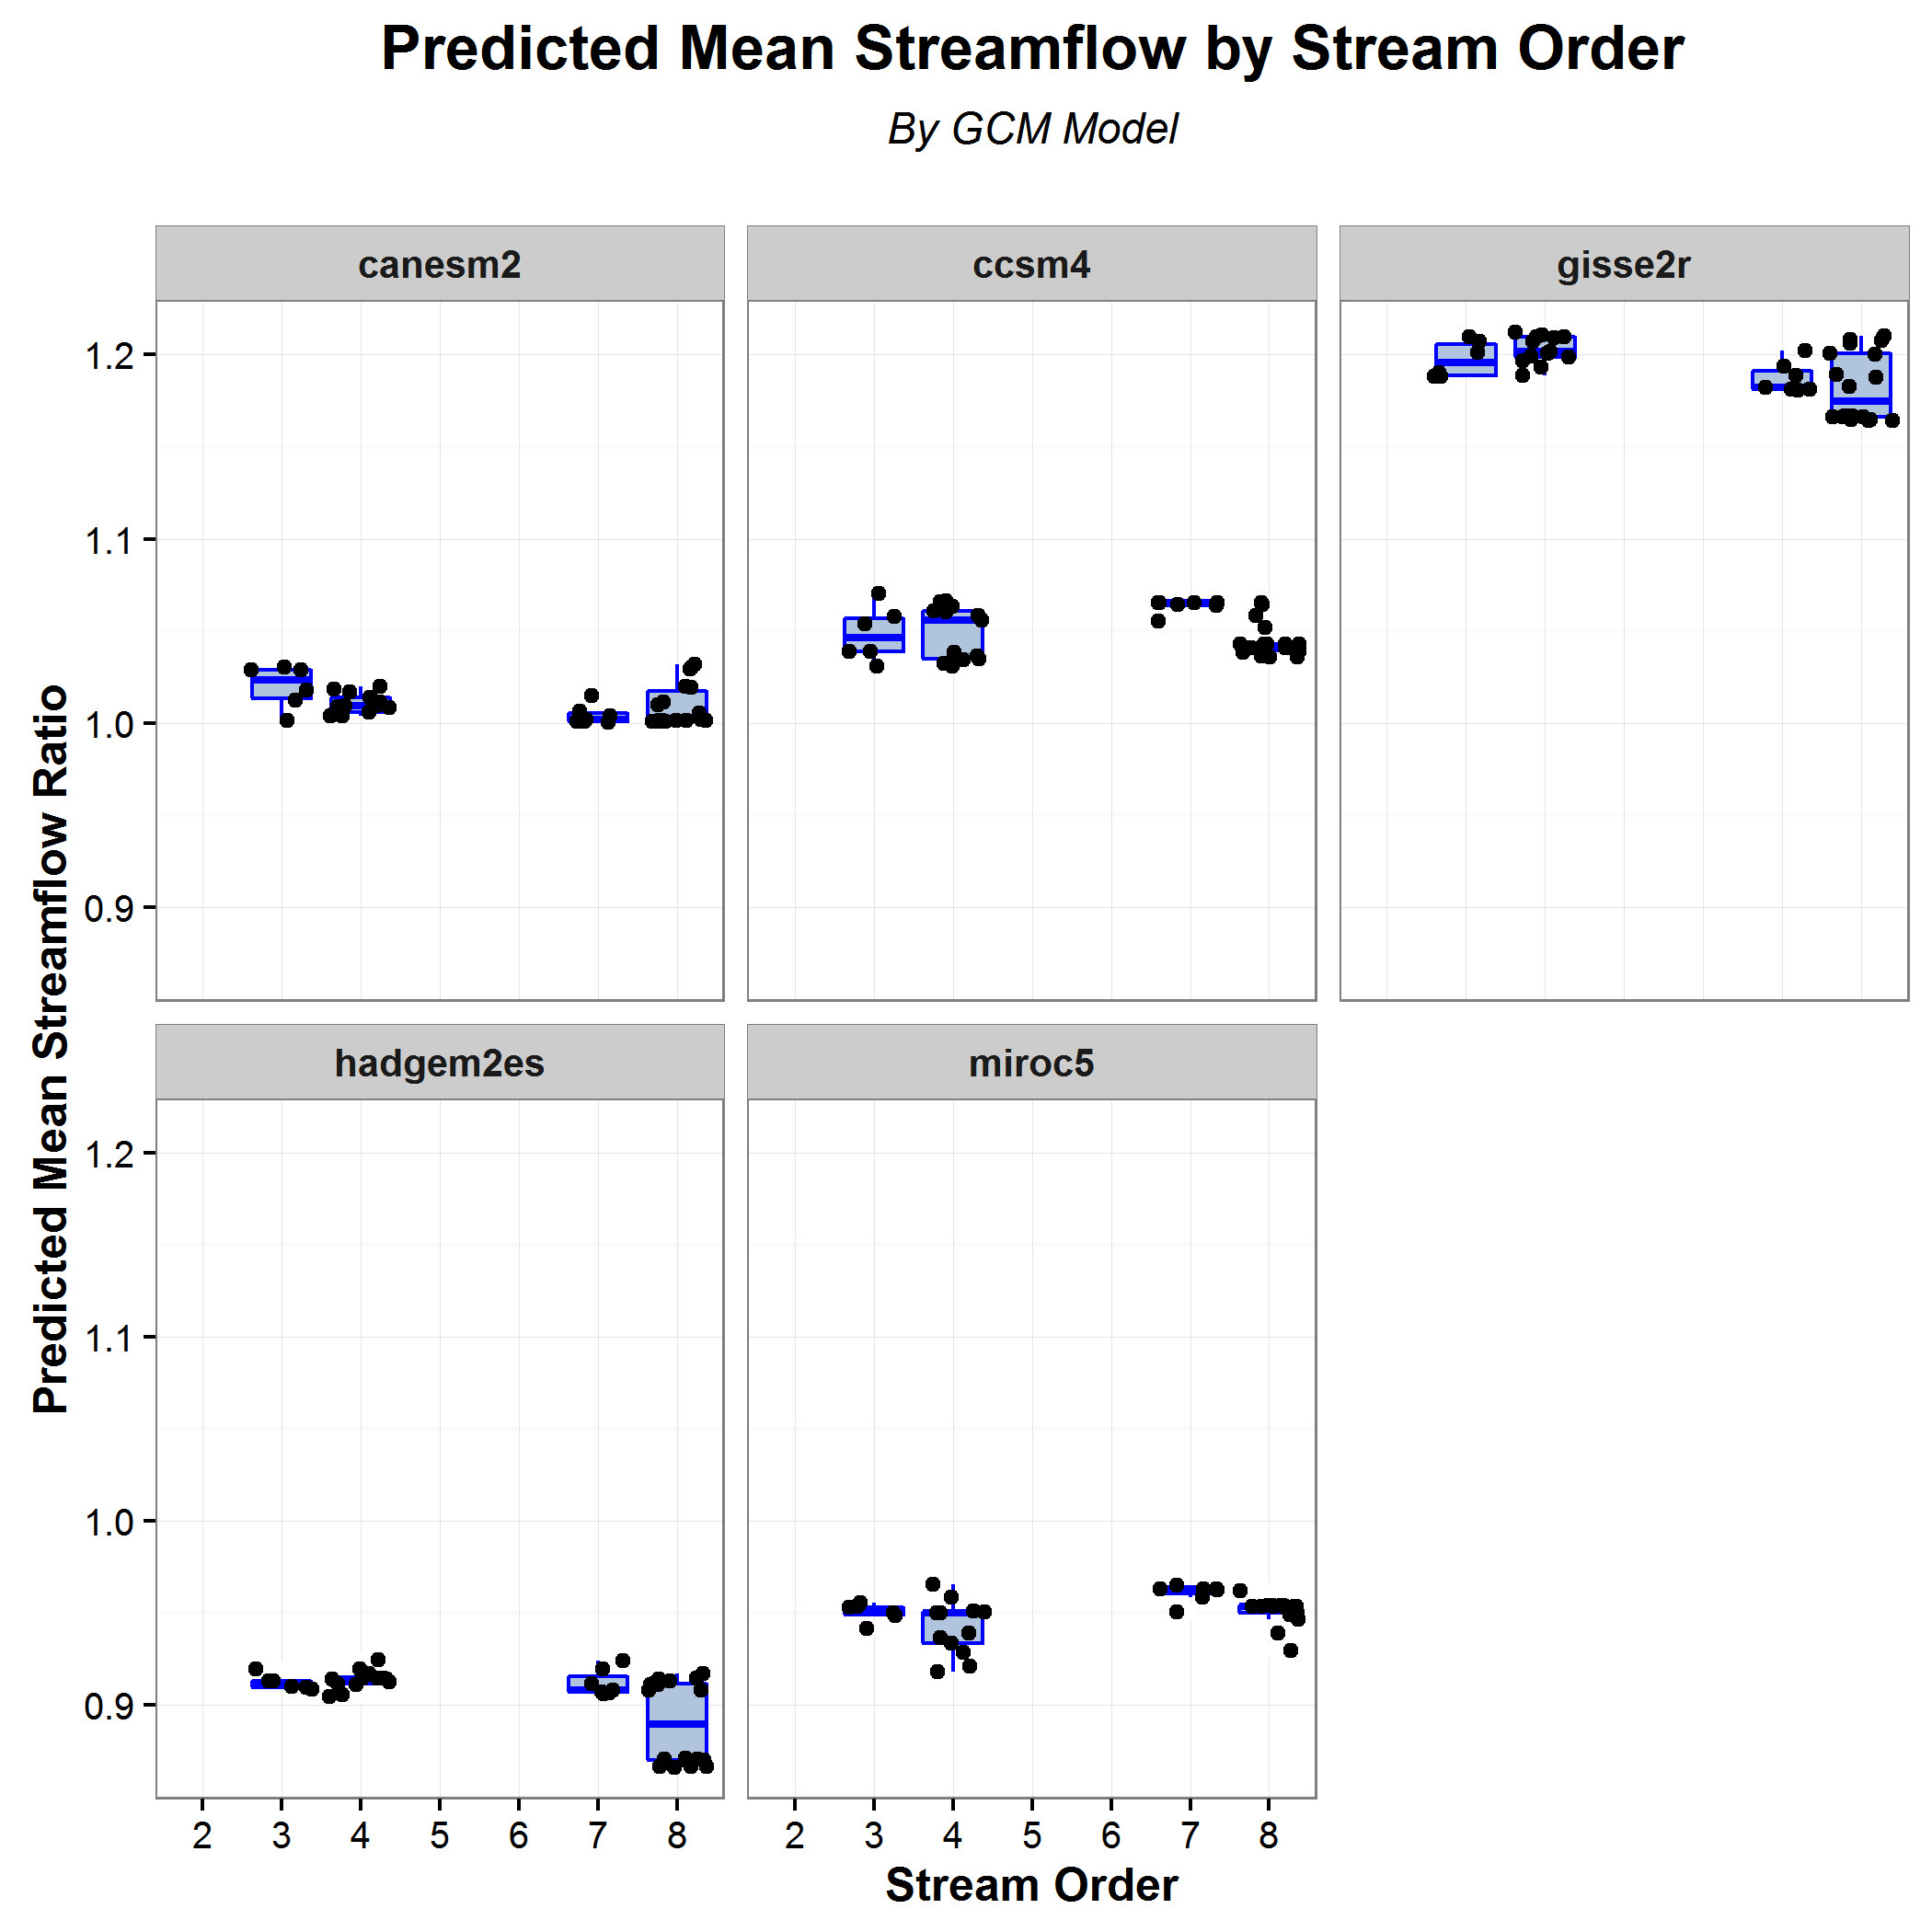 Predicted Mean Streamflow by Stream Order
By GCM Model
canesm2
ccsm4
gisse2r
1.2
1.1
1.0
0.9
hadgem2es
miroc5
1.2
1.1
1.0
0.9
2 3 4 5 6 7 8
2 3 4 5 6 7 8
Stream Order
Predicted Mean Streamflow Ratio